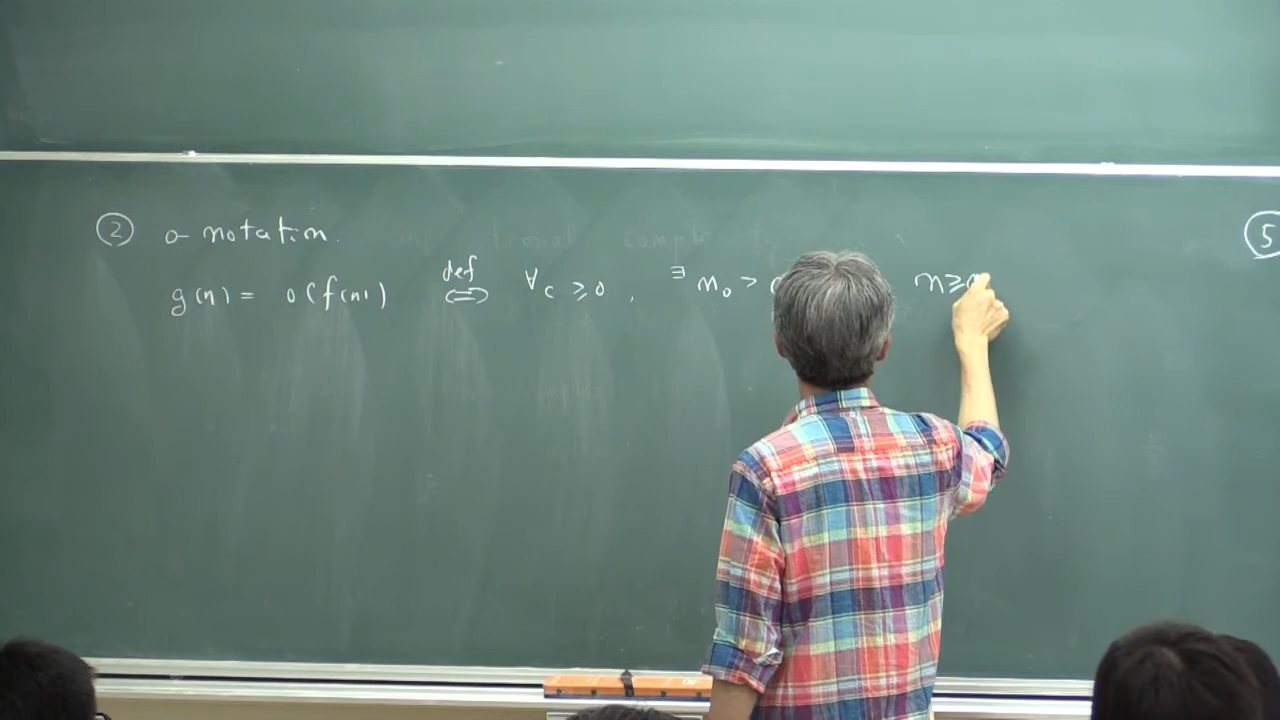 ② o-notation.
g(n) = o(f(n)) def ⇔ ∀c ≥ 0, ∃n₀ > n ≥
⑤